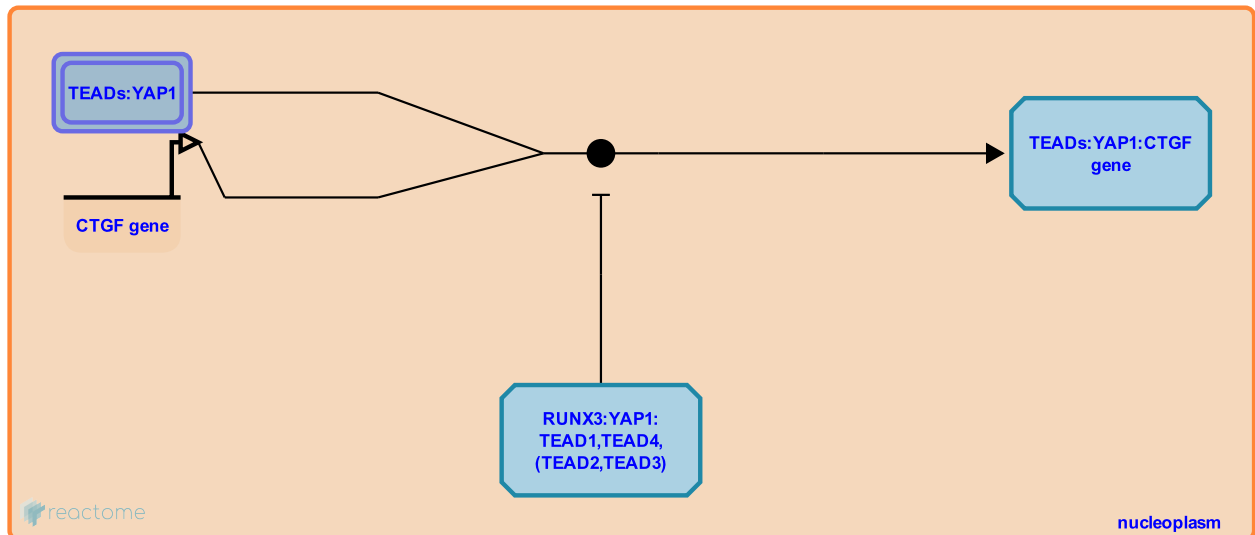 TEADs:YAP1
CTGF gene
TEADs:YAP1:CTGF
gene
RUNX3:YAP1:
TEAD1,TEAD4,
(TEAD2,TEAD3)
reactome
nucleoplasm